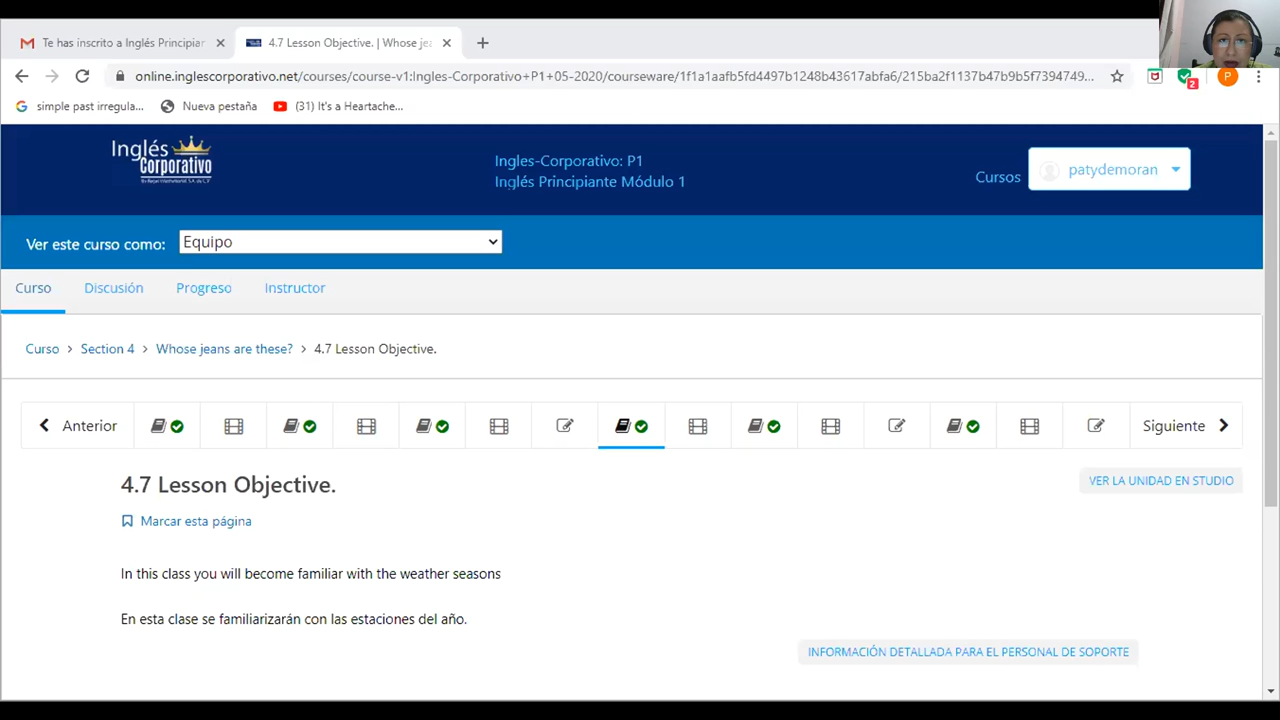 Te has inscrito a Inglés Principiar
4.7 Lesson Objective. | Whose jea
online.inglescorporativo.net/courses/course-v1:Ingles-Corporativo+P1+05-2020/courseware/1f1a1aafb5fd4497b1248b43617abfa6/215ba2f1137b47b9b5f7394749...
P
2
simple past irregula...
Nueva pestaña
(31) It's a Heartache...
Inglés
Corporativo
Ingles-Corporativo: P1
Inglés Principiante Módulo 1
Cursos
patydemoran
Ver este curso como:
Equipo
Curso
Discusión
Progreso
Instructor
Curso > Section 4 > Whose jeans are these? > 4.7 Lesson Objective.
Anterior
Siguiente
4.7 Lesson Objective.
VER LA UNIDAD EN STUDIO
Marcar esta página
In this class you will become familiar with the weather seasons
En esta clase se familiarizarán con las estaciones del año.
INFORMACIÓN DETALLADA PARA EL PERSONAL DE SOPORTE